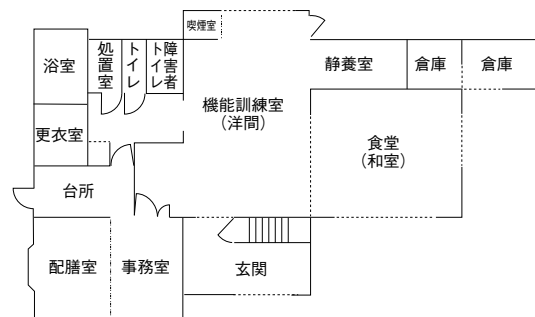 喫煙室
浴室
処置室
トイレ
障害者
トイレ
静養室
倉庫
倉庫
機能訓練室
（洋間）
更衣室
食堂
（和室）
台所
配膳室
事務室
玄関